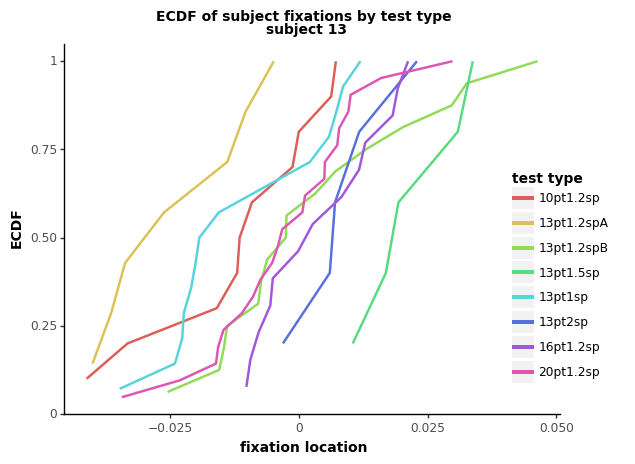 ECDF of subject fixations by test type
subject 13
1
0.75
0.50
0.25
0
ECDF
−0.025
0
0.025
0.050
fixation location
test type
10pt1.2sp
13pt1.2spA
13pt1.2spB
13pt1.5sp
13pt1sp
13pt2sp
16pt1.2sp
20pt1.2sp